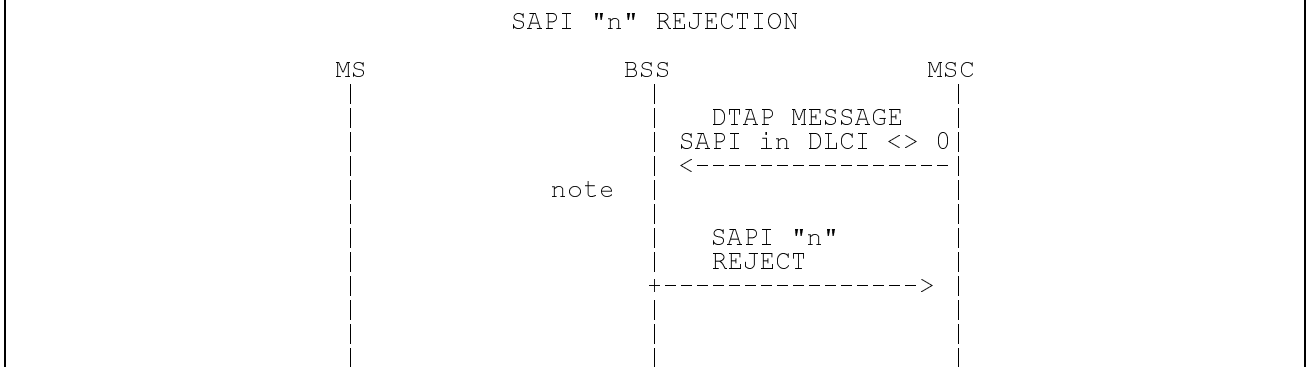 SAPI "n" REJECTION
MS BSS MSC
DTAP MESSAGE
SAPI in DLCI <> 0
<----------------
note
SAPI "n"
REJECT
+---------------->